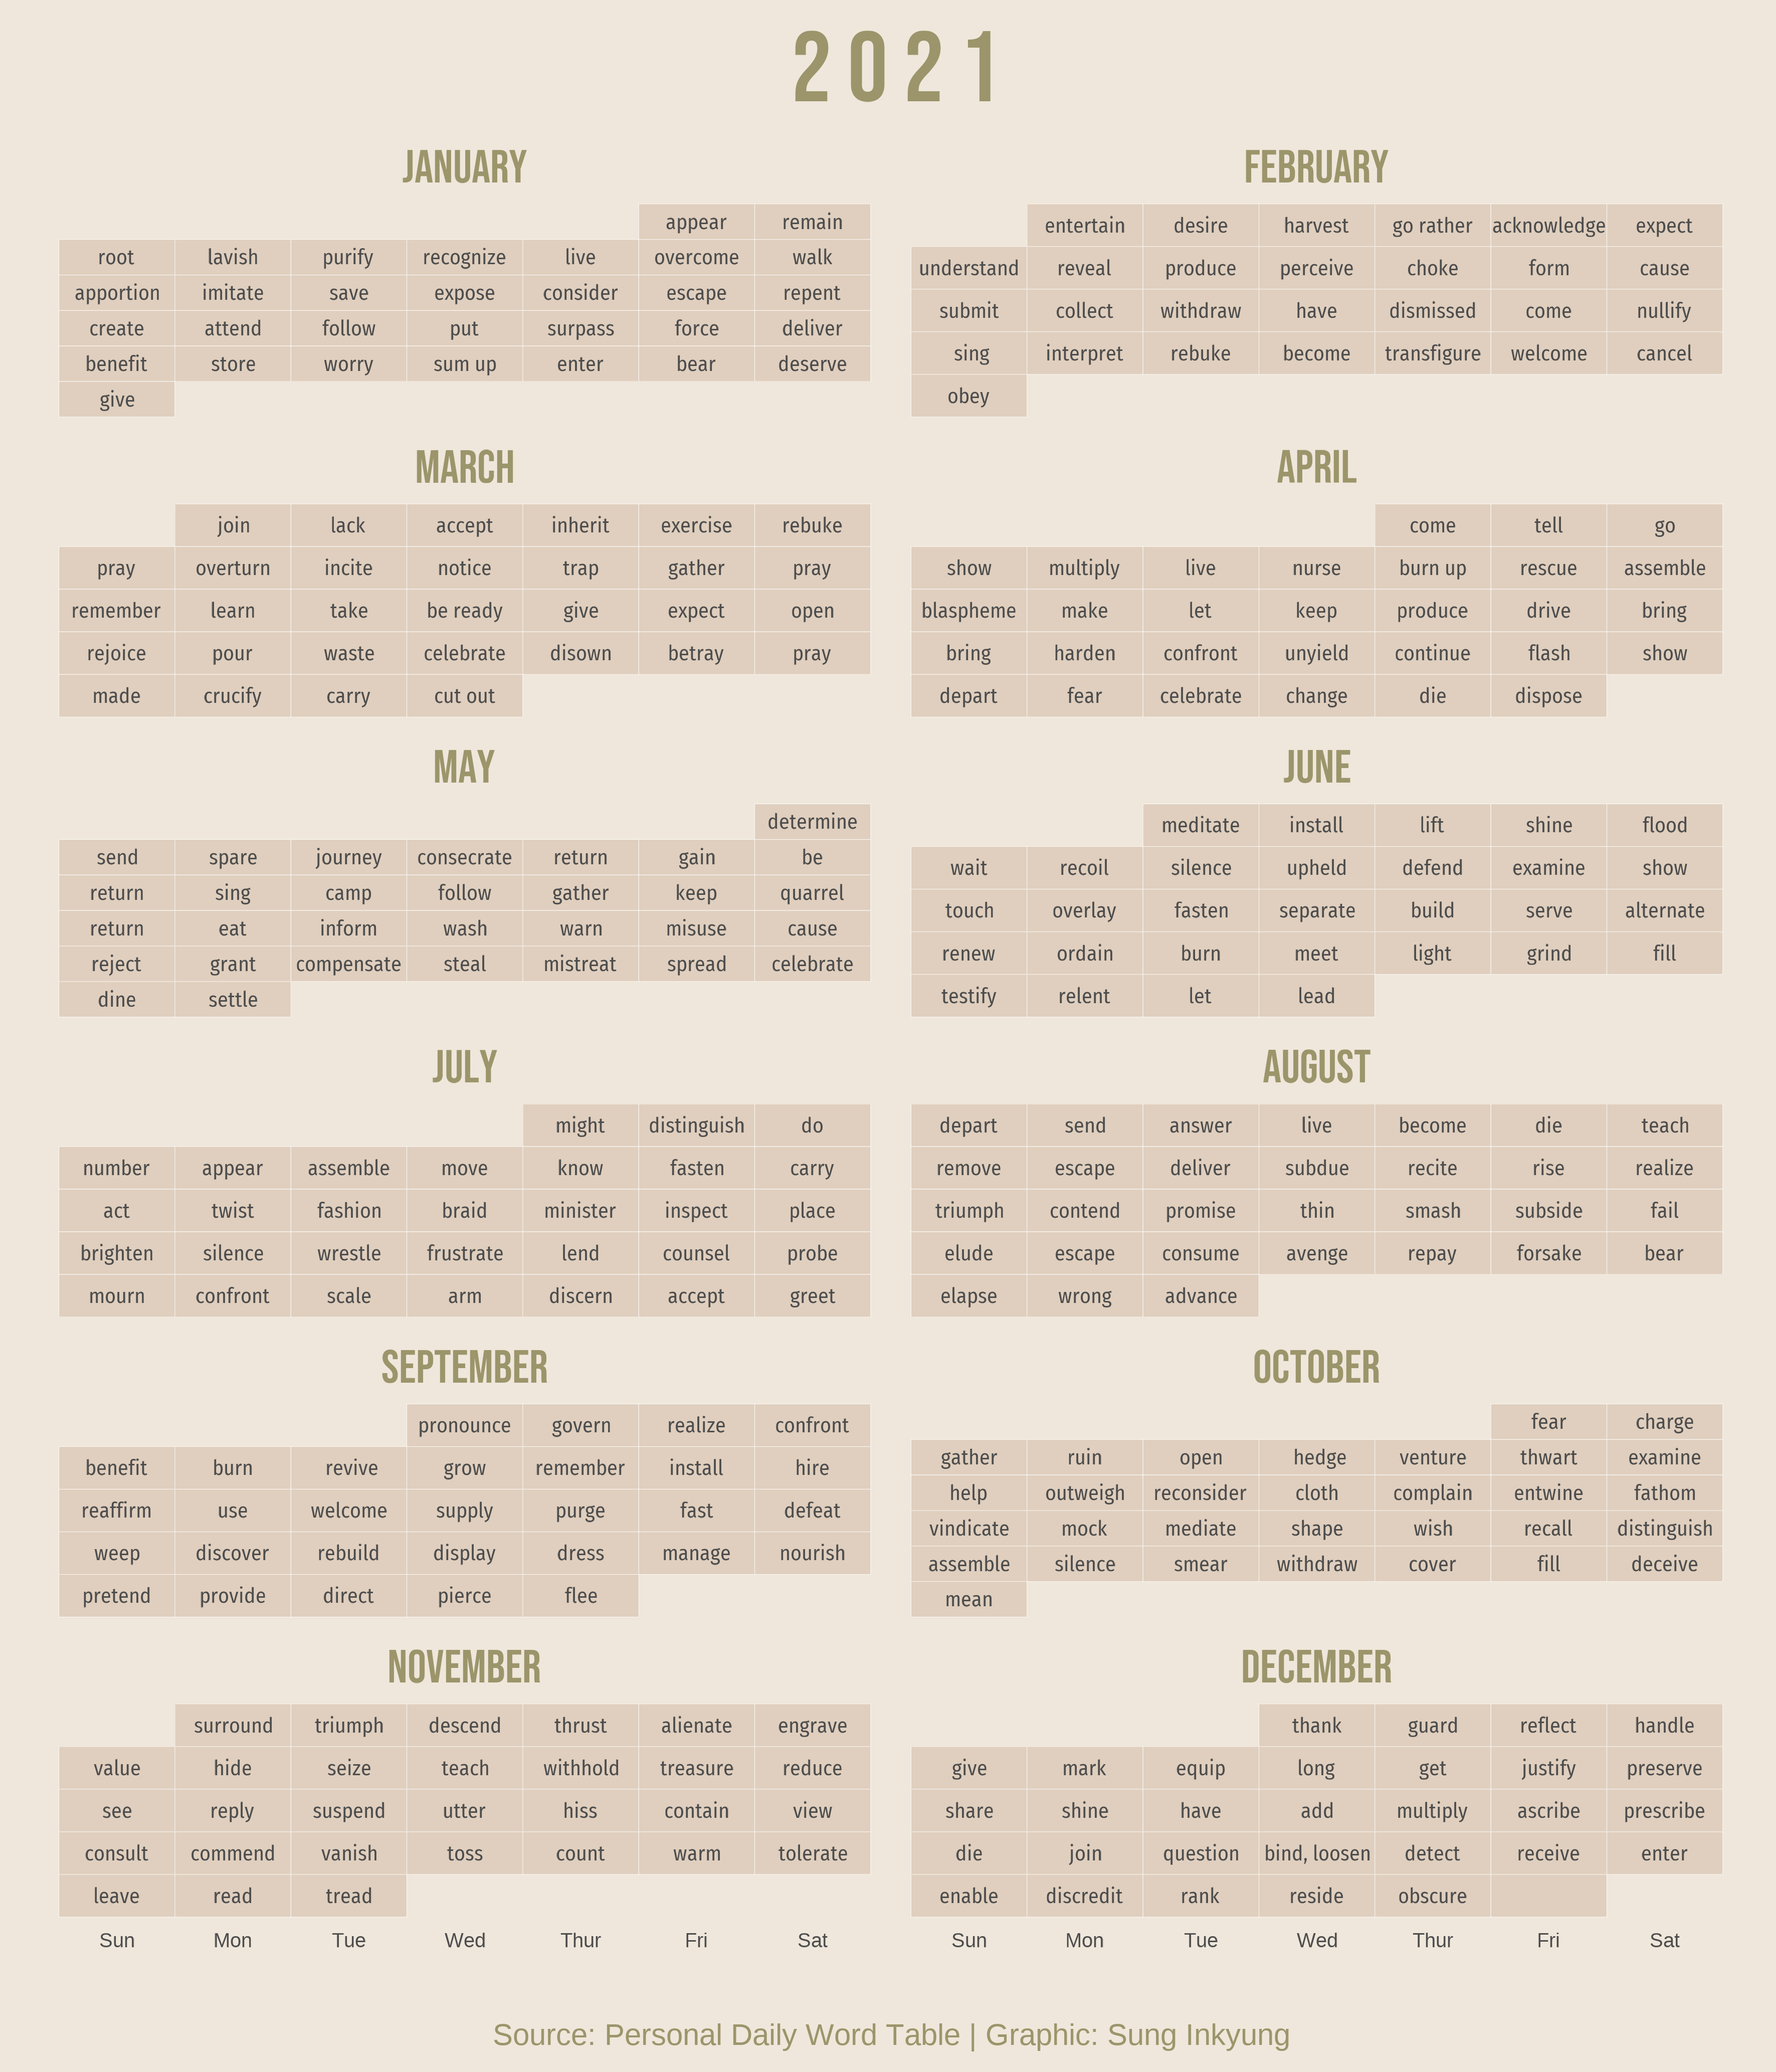 2021
JANUARY
appear remain
root lavish purify recognize live overcome walk
apportion imitate save expose consider escape repent
create attend follow put surpass force deliver
benefit store worry sum up enter bear deserve
give
FEBRUARY
entertain desire harvest go rather acknowledge expect
understand reveal produce perceive choke form cause
submit collect withdraw have dismissed come nullify
sing interpret rebuke become transfigure welcome cancel
obey
MARCH
join lack accept inherit exercise rebuke
pray overturn incite notice trap gather pray
remember learn take be ready give expect open
rejoice pour waste celebrate disown betray pray
made crucify carry cut out
APRIL
come tell go
show multiply live nurse burn up rescue assemble
blaspheme make let keep produce drive bring
bring harden confront unyield continue flash show
depart fear celebrate change die dispose
MAY
determine
send spare journey consecrate return gain be
return sing camp follow gather keep quarrel
return eat inform wash warn misuse cause
reject grant compensate steal mistreat spread celebrate
dine settle
JUNE
meditate install lift shine flood
wait recoil silence upheld defend examine show
touch overlay fasten separate build serve alternate
renew ordain burn meet light grind fill
testify relent let lead
JULY
might distinguish do
number appear assemble move know fasten carry
act twist fashion braid minister inspect place
brighten silence wrestle frustrate lend counsel probe
mourn confront scale arm discern accept greet
AUGUST
depart send answer live become die teach
remove escape deliver subdue recite rise realize
triumph contend promise thin smash subside fail
elude escape consume avenge repay forsake bear
elapse wrong advance
SEPTEMBER
pronounce govern realize confront
benefit burn revive grow remember install hire
reaffirm use welcome supply purge fast defeat
weep discover rebuild display dress manage nourish
pretend provide direct pierce flee
OCTOBER
fear charge
gather ruin open hedge venture thwart examine
help outweigh reconsider cloth complain entwine fathom
vindicate mock mediate shape wish recall distinguish
assemble silence smear withdraw cover fill deceive
mean
NOVEMBER
surround triumph descend thrust alienate engrave
value hide seize teach withhold treasure reduce
see reply suspend utter hiss contain view
consult commend vanish toss count warm tolerate
leave read tread
Sun Mon Tue Wed Thur Fri Sat
DECEMBER
thank guard reflect handle
give mark equip long get justify preserve
share shine have add multiply ascribe prescribe
die join question bind, loosen detect receive enter
enable discredit rank reside obscure
Sun Mon Tue Wed Thur Fri Sat
Source: Personal Daily Word Table | Graphic: Sung Inkyung